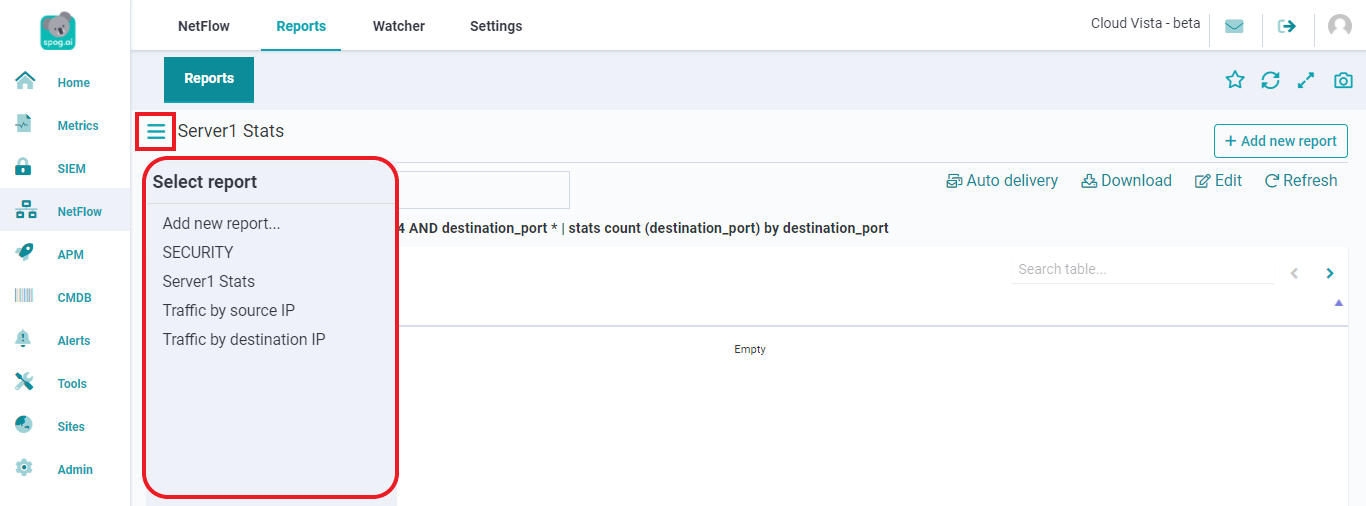 spog.ai
NetFlow Reports Watcher Settings
Cloud Vista - beta
Home
Metrics
SIEM
NetFlow
APM
CMDB
Alerts
Tools
Sites
Admin
Reports
Server1 Stats
+ Add new report
Select report
Add new report...
SECURITY
Server1 Stats
Traffic by source IP
Traffic by destination IP
Auto delivery Download Edit Refresh
4 AND destination_port * | stats count (destination_port) by destination_port
Search table...
Empty